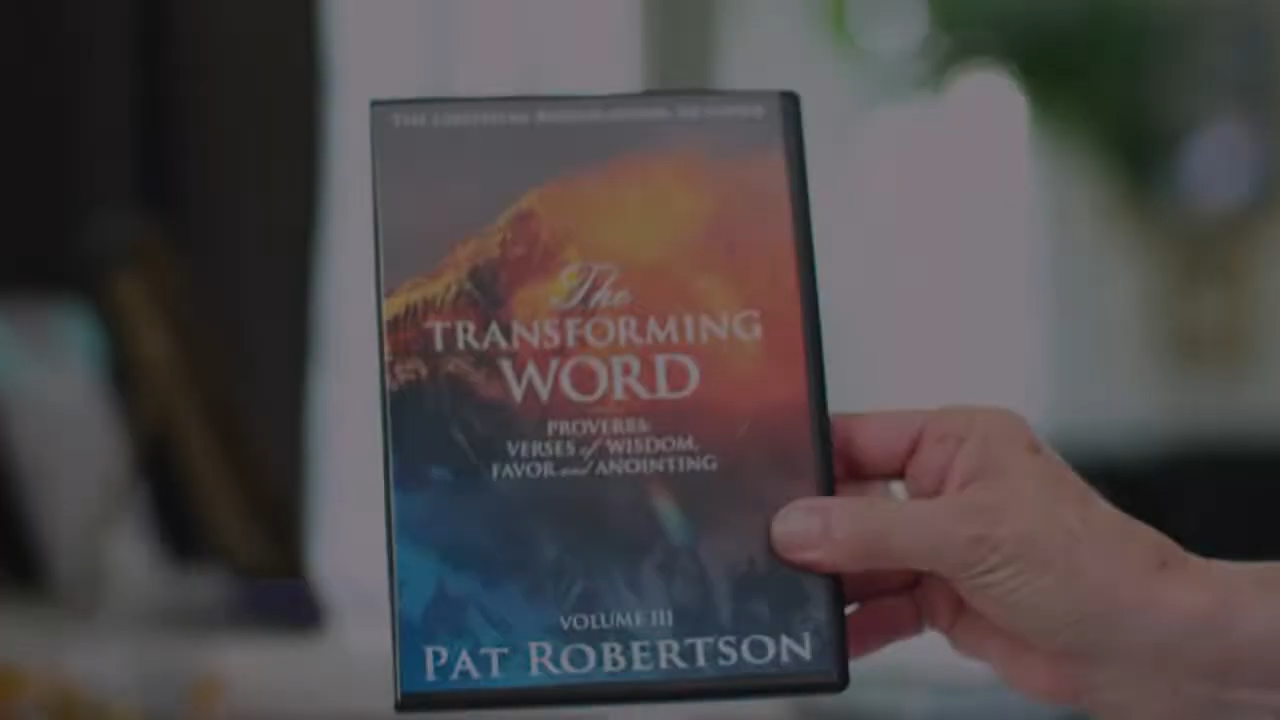 The
TRANSFORMING
WORD
PROVERBS:
VERSES of WISDOM,
FAVOR and ANOINTING
VOLUME III
PAT ROBERTSON